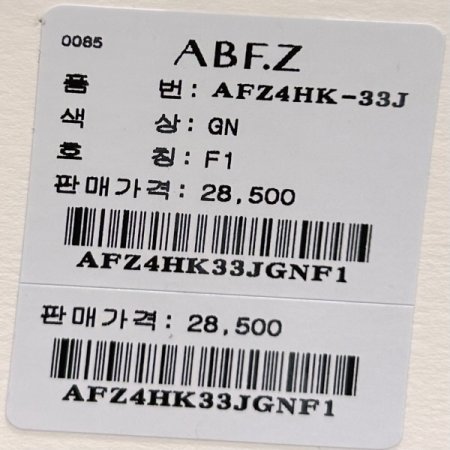 0085
ABF.Z
품 번: AFZ4HK-33J
색 상: GN
호 칭: F1
판매가격: 28,500
AFZ4HK33JGNF1
판매가격: 28,500
AFZ4HK33JGNF1